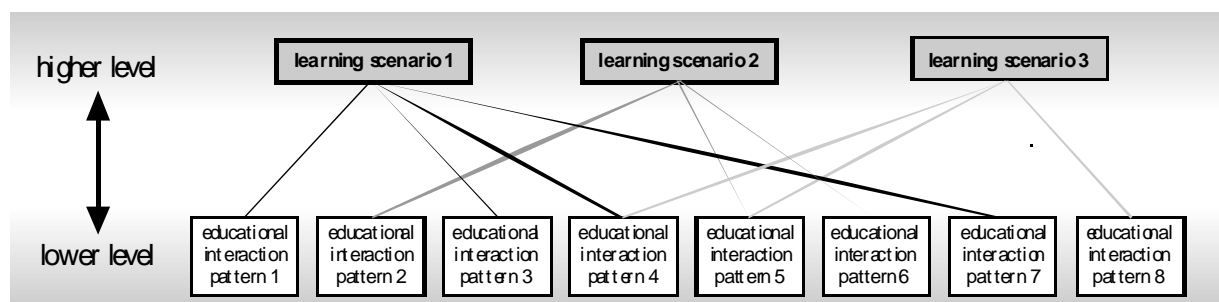 higher level
learning scenario 1
learning scenario 2
learning scenario 3
lower level
educational
interaction
pattern 1
educational
interaction
pattern 2
educational
interaction
pattern 3
educational
interaction
pattern 4
educational
interaction
pattern 5
educational
interaction
pattern 6
educational
interaction
pattern 7
educational
interaction
pattern 8